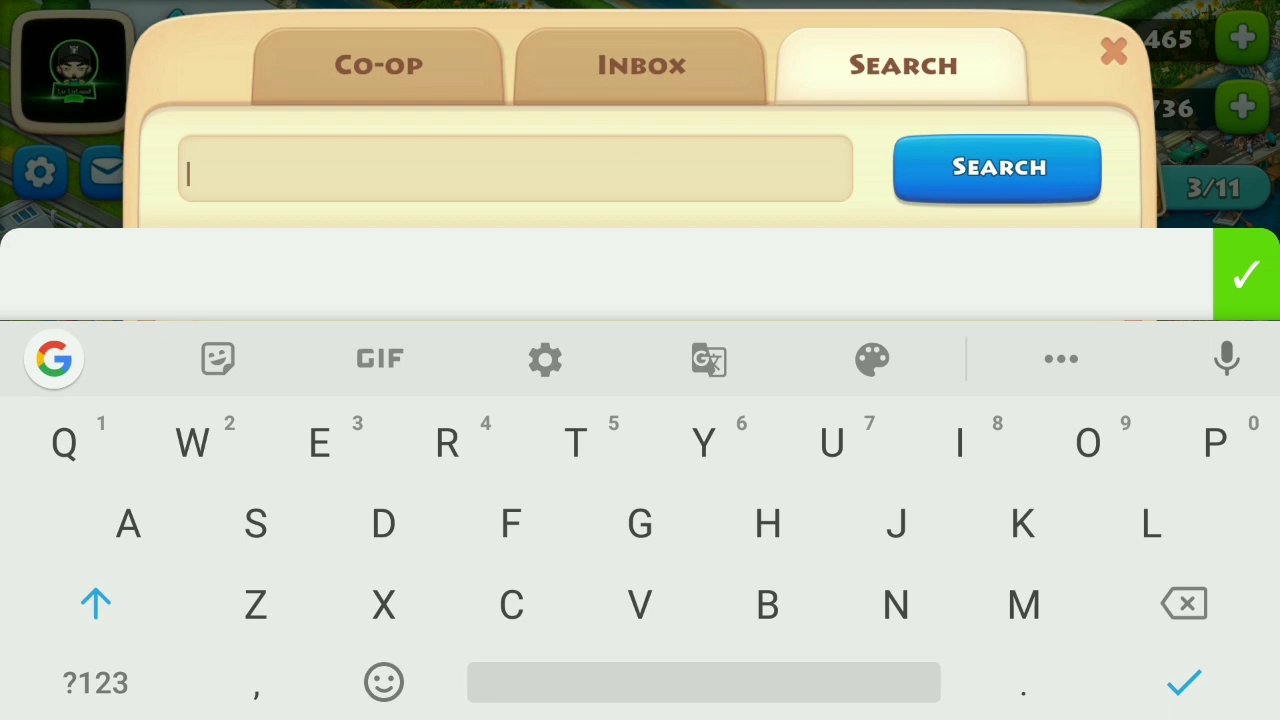 Co-op Inbox Search
465
Search
736
3/11
GIF
Q 1 W 2 E 3 R 4 T 5 Y 6 U 7 I 8 O 9 P 0
A S D F G H J K L
Z X C V B N M
?123 , .